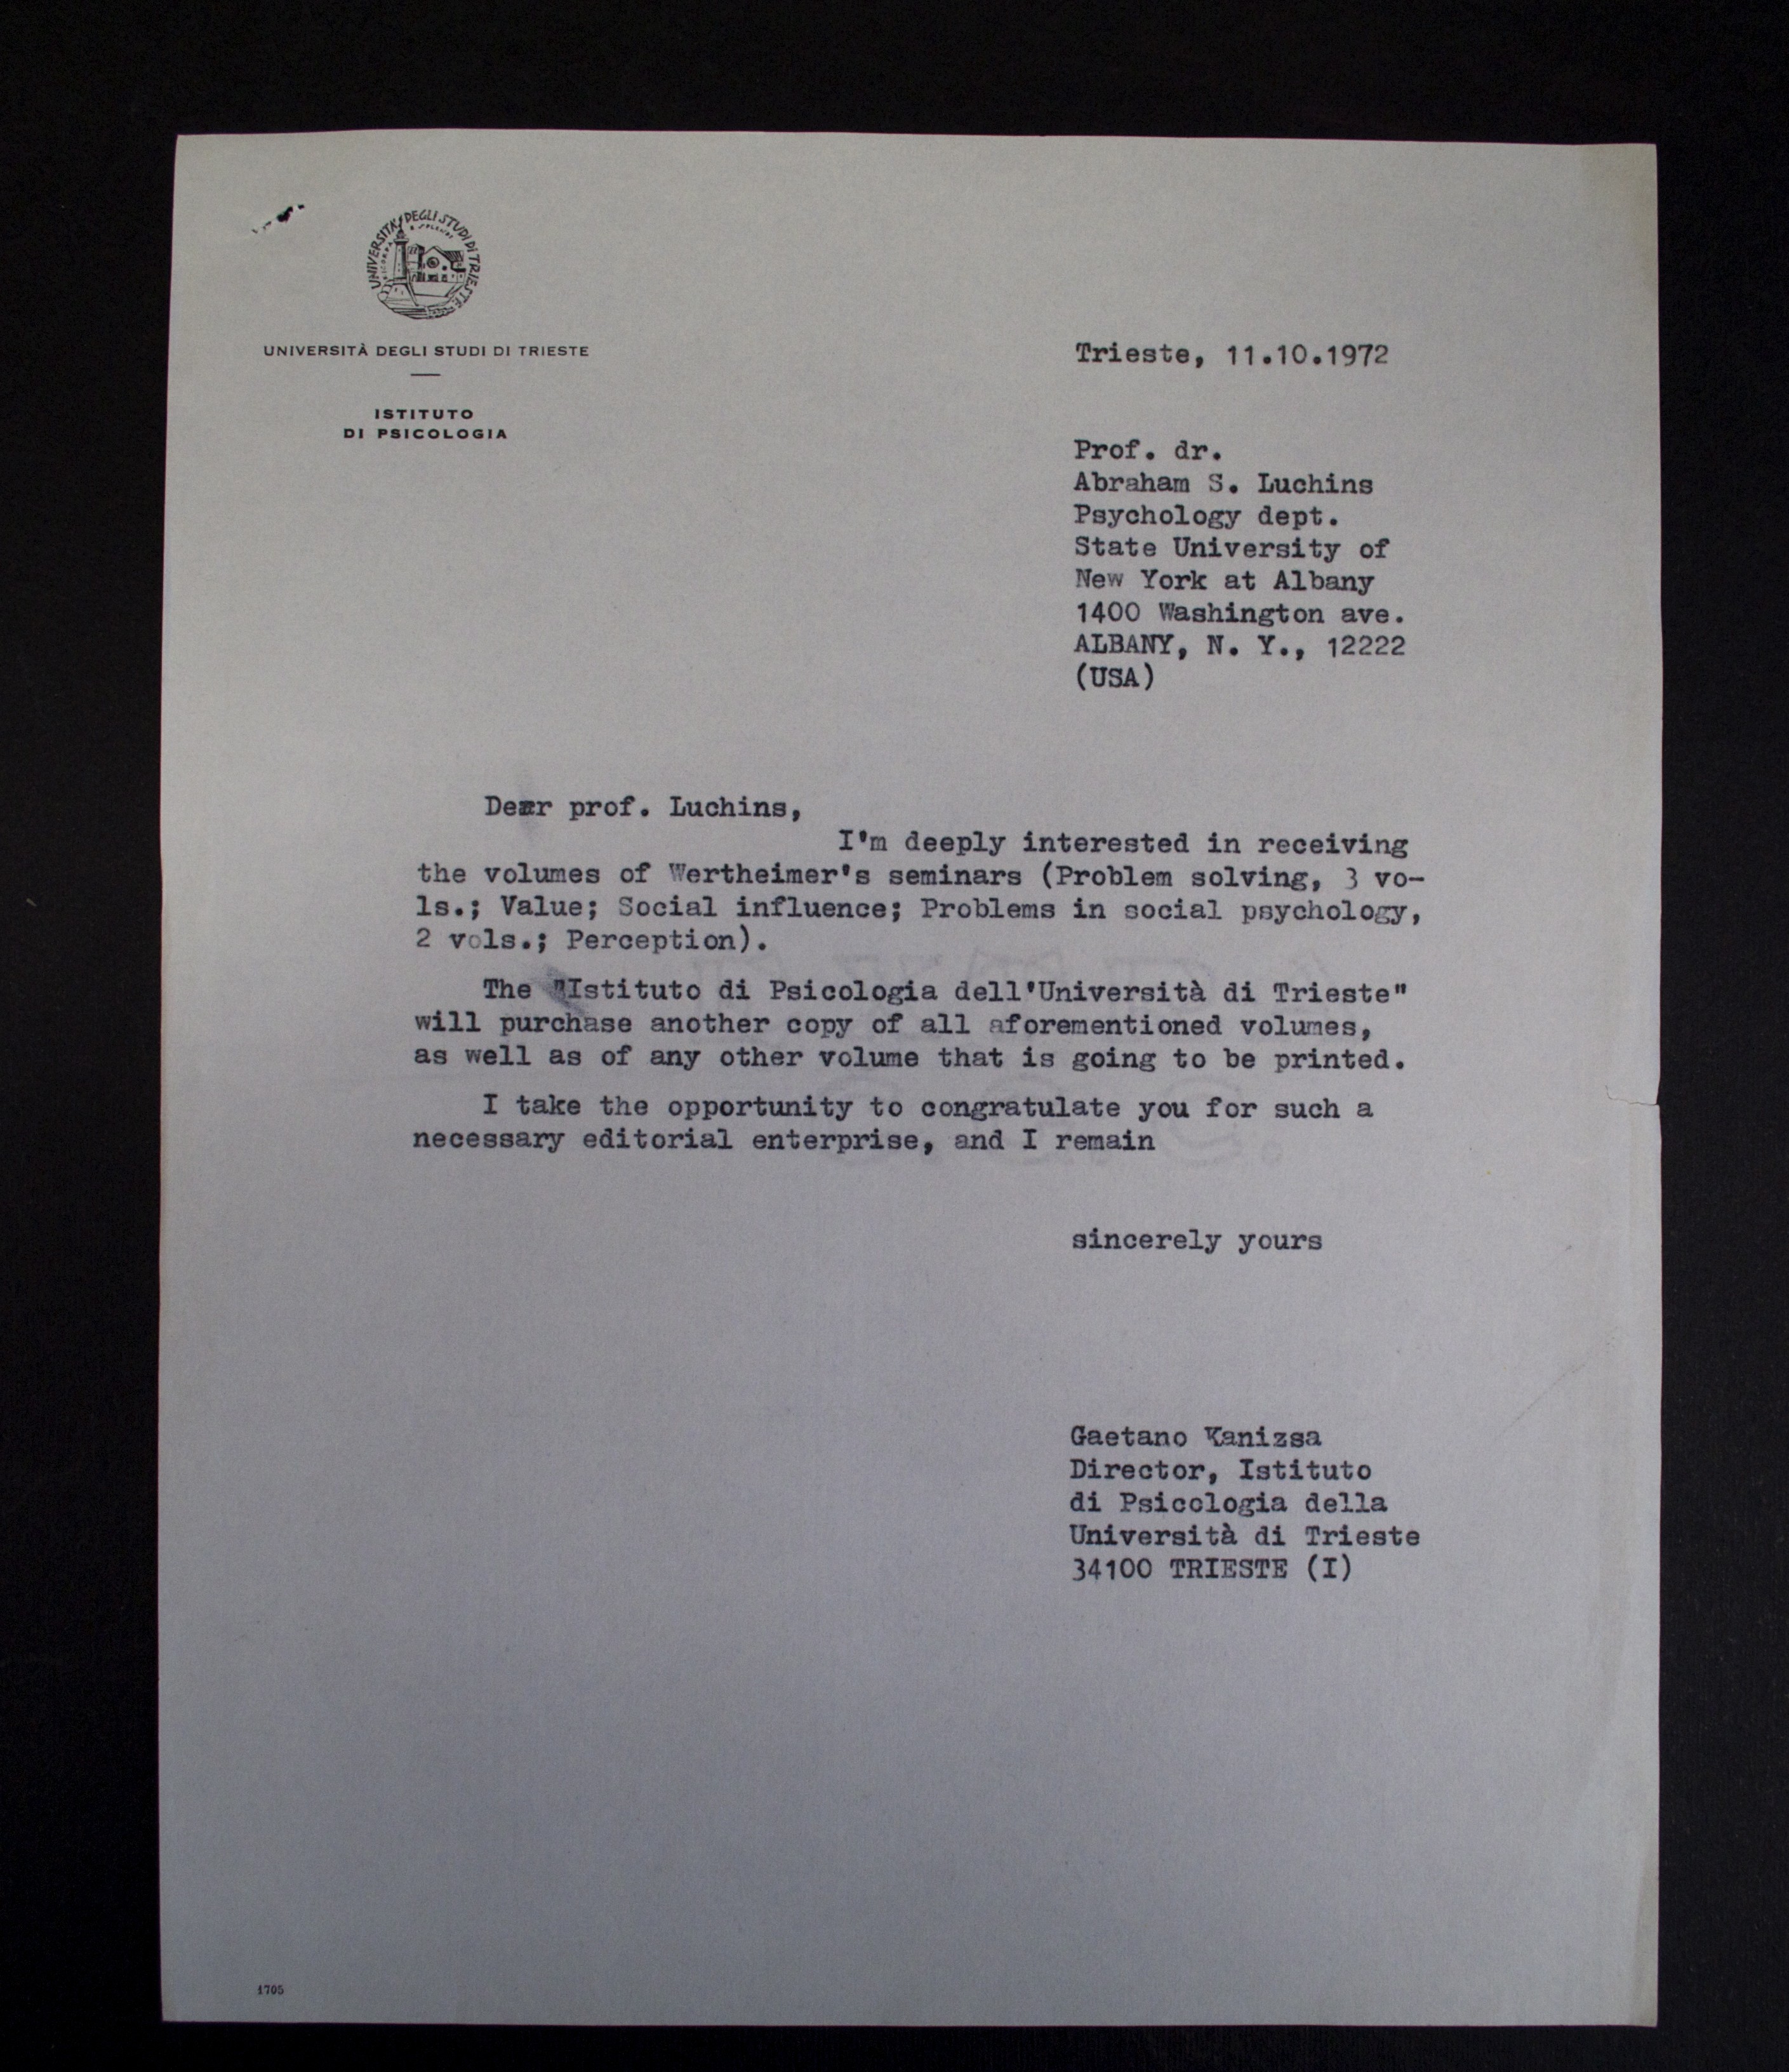 UNIVERSITÀ DEGLI STUDI DI TRIESTE
UNIVERSITÀ DEGLI STUDI DI TRIESTE
ISTITUTO
DI PSICOLOGIA
Trieste, 11.10.1972
Prof. dr.
Abraham S. Luchins
Psychology dept.
State University of
New York at Albany
1400 Washington ave.
ALBANY, N. Y., 12222
(USA)
Dear prof. Luchins,
I'm deeply interested in receiving
the volumes of Wertheimer's seminars (Problem solving, 3 vo-
ls.; Value; Social influence; Problems in social psychology,
2 vols.; Perception).
The "Istituto di Psicologia dell'Università di Trieste"
will purchase another copy of all aforementioned volumes,
as well as of any other volume that is going to be printed.
I take the opportunity to congratulate you for such a
necessary editorial enterprise, and I remain
sincerely yours
Gaetano Kanizsa
Director, Istituto
di Psicologia della
Università di Trieste
34100 TRIESTE (I)
1705